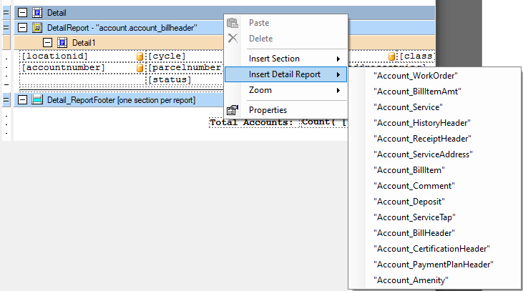 Detail
DetailReport - "account.account_billheader"
Detail1
[locationid] [cycle] [class
[accountnumber] [parcelnumber
[status]
Detail_ReportFooter [one section per report]
Total Accounts: Count( [
Paste
Delete
Insert Section
Insert Detail Report
Zoom
Properties
"Account_WorkOrder"
"Account_BillItemAmt"
"Account_Service"
"Account_HistoryHeader"
"Account_ReceiptHeader"
"Account_ServiceAddress"
"Account_BillItem"
"Account_Comment"
"Account_Deposit"
"Account_ServiceTap"
"Account_BillHeader"
"Account_CertificationHeader"
"Account_PaymentPlanHeader"
"Account_Amenity"